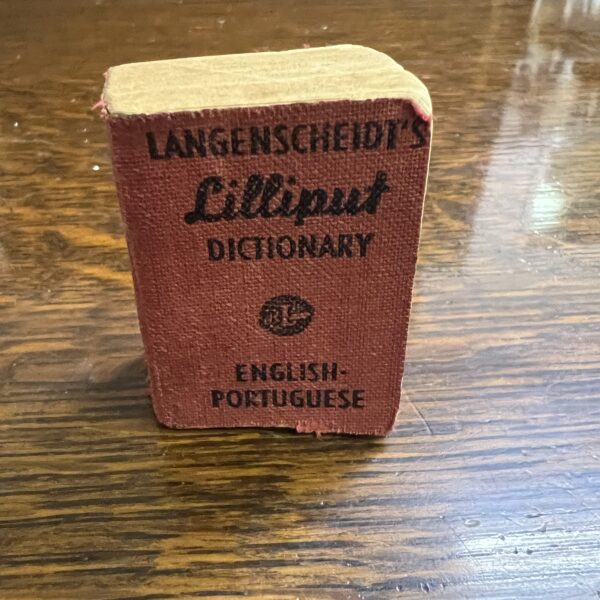 LANGENSCHEIDT'S
Lilliput
DICTIONARY
ENGLISH-
PORTUGUESE